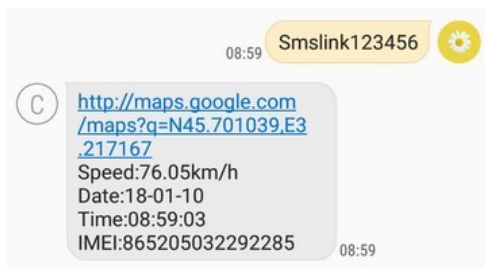 Smslink123456
08:59
C
http://maps.google.com
/maps?q=N45.701039,E3
.217167
Speed:76.05km/h
Date:18-01-10
Time:08:59:03
IMEI:865205032292285
08:59